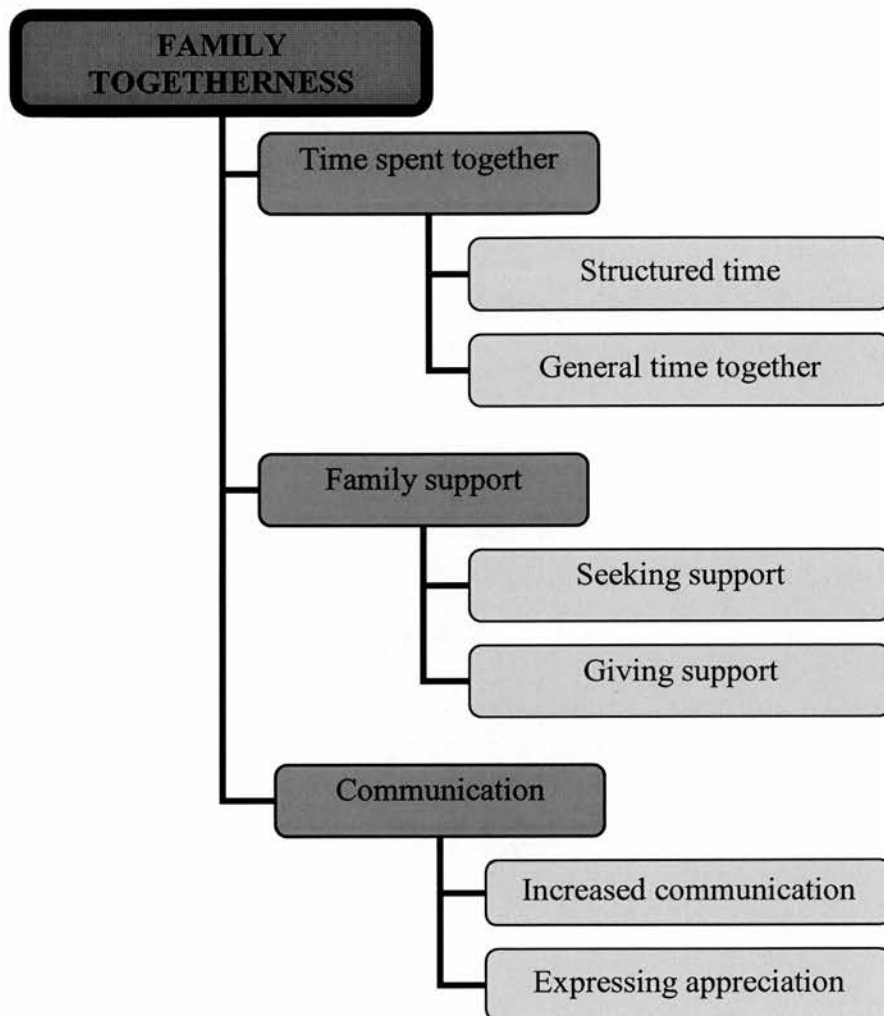 FAMILY
TOGETHERNESS
Time spent together
Structured time
General time together
Family support
Seeking support
Giving support
Communication
Increased communication
Expressing appreciation